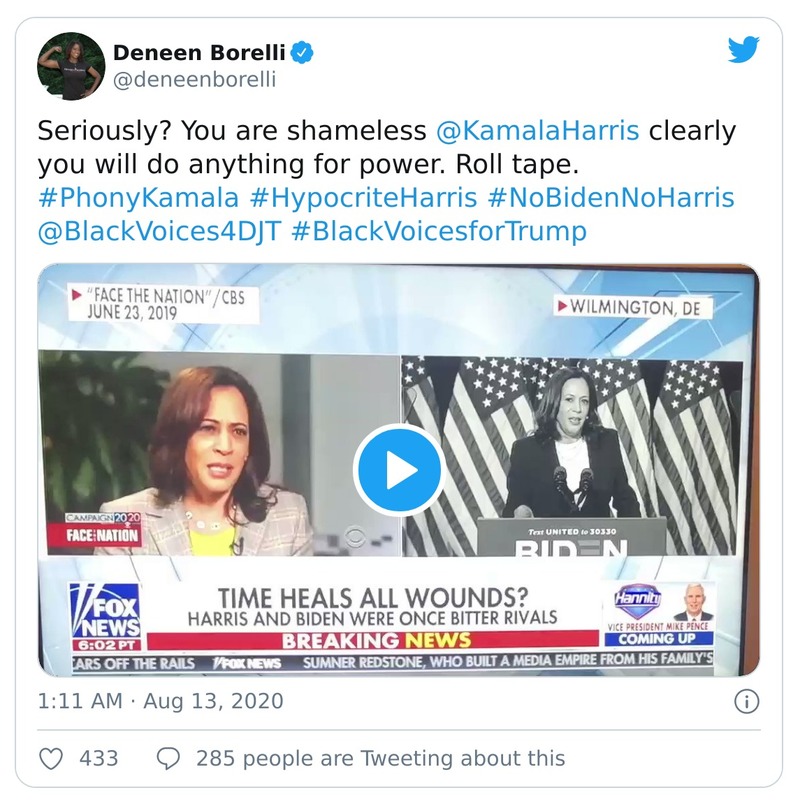 Deneen Borelli
@deneenborelli
Seriously? You are shameless @KamalaHarris clearly
you will do anything for power. Roll tape.
#PhonyKamala #HypocriteHarris #NoBidenNoHarris
@BlackVoices4DJT #BlackVoicesforTrump
"FACE THE NATION"/CBS
JUNE 23, 2019
WILMINGTON, DE
CAMPAIGN 2020
FACE THE NATION
Text UNITED to 30330
BIDEN
FOX
NEWS
6:02 PT
TIME HEALS ALL WOUNDS?
HARRIS AND BIDEN WERE ONCE BITTER RIVALS
BREAKING NEWS
Hannity
VICE PRESIDENT MIKE PENCE
COMING UP
ARS OFF THE RAILS FOX NEWS SUMNER REDSTONE, WHO BUILT A MEDIA EMPIRE FROM HIS FAMILY'S
1:11 AM · Aug 13, 2020
433 285 people are Tweeting about this